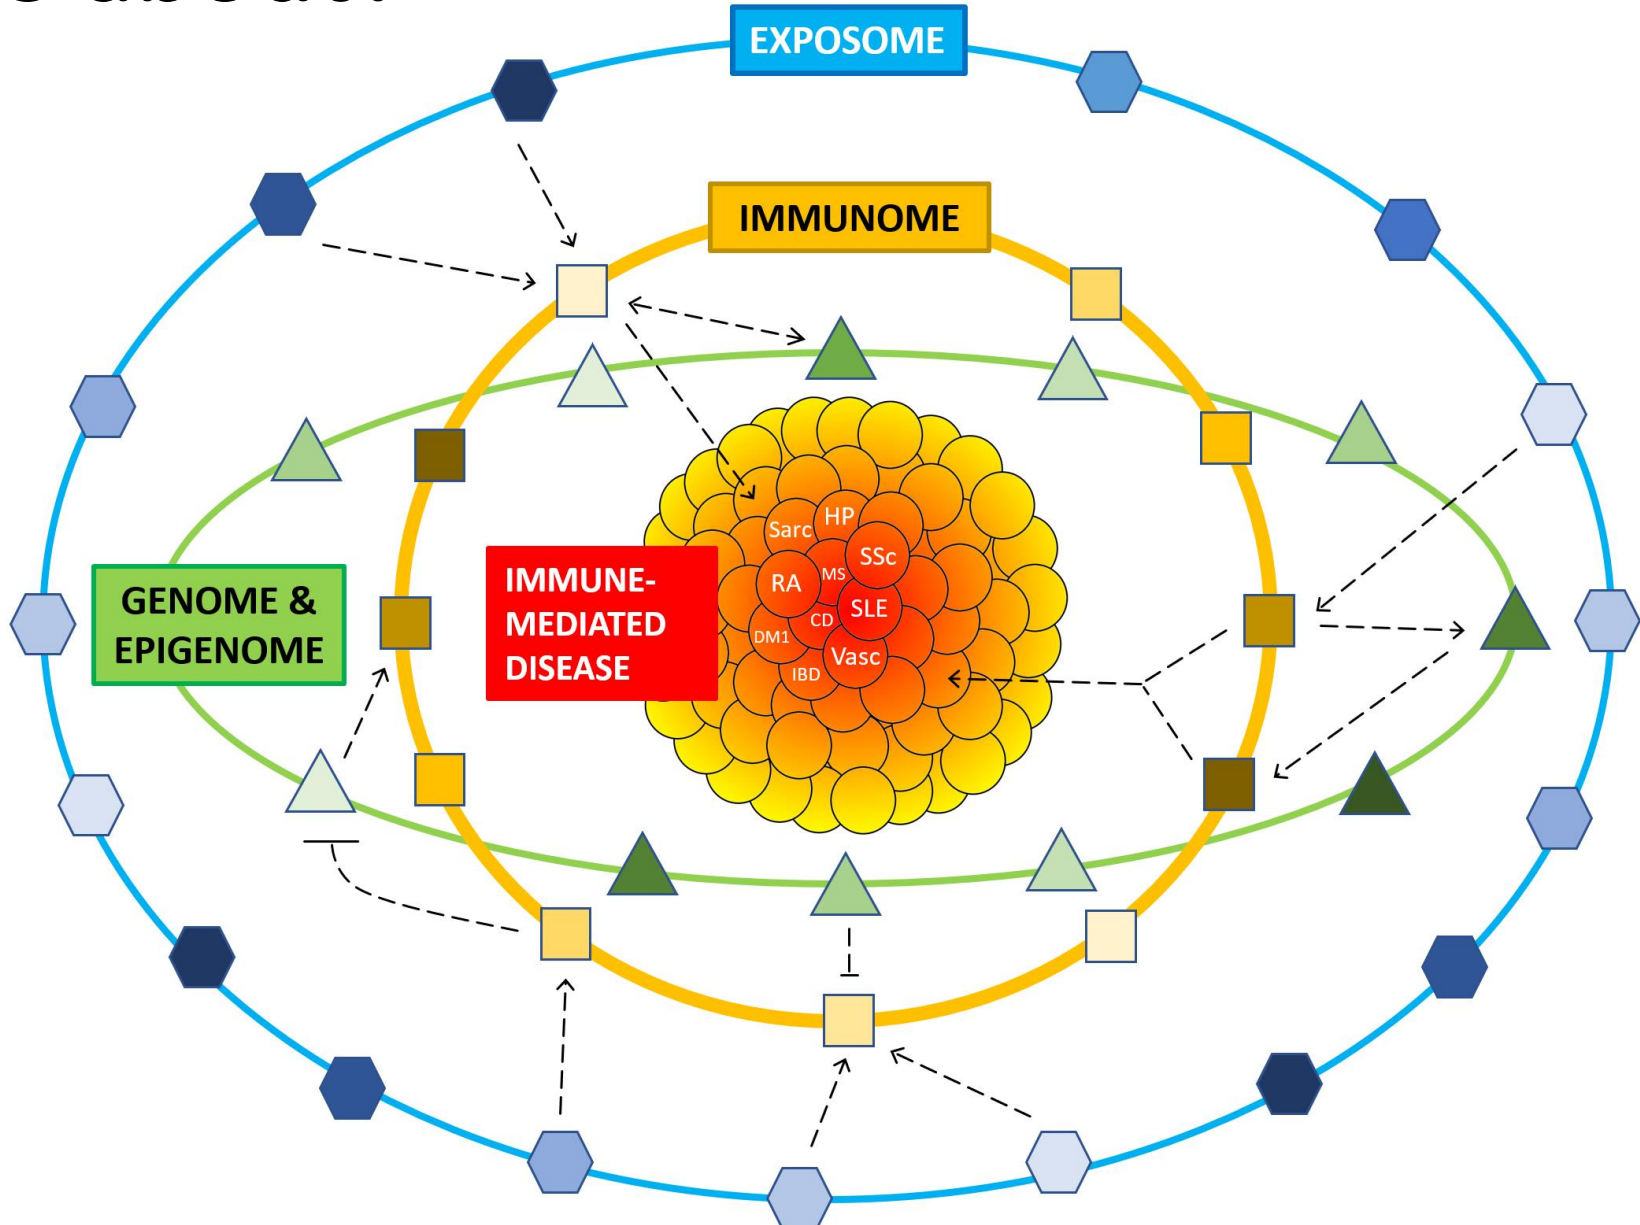 EXPOSOME
IMMUNOME
Sarc
HP
SSc
RA
MS
SLE
CD
DM1
Vasc
IBD
IMMUNE-
MEDIATED
DISEASE
GENOME &
EPIGENOME